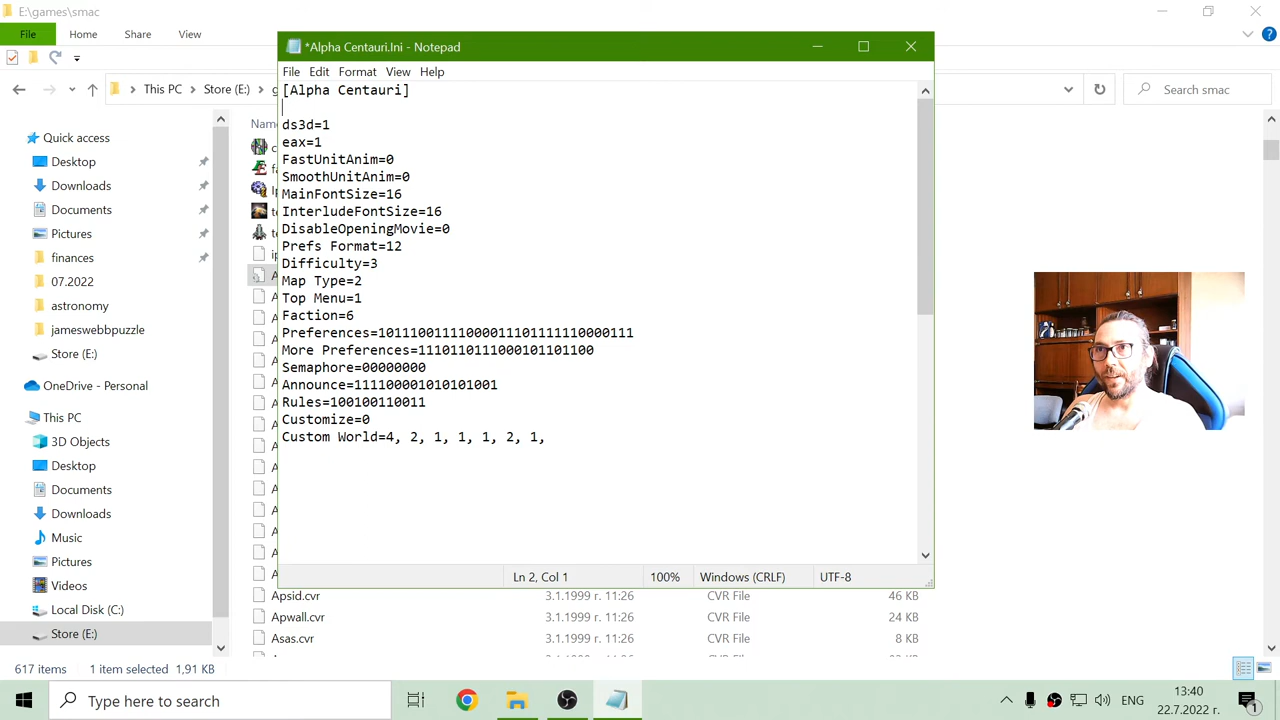 E:\games\smac
File Home Share View
This PC Store (E:) Search smac
*Alpha Centauri.Ini - Notepad
File Edit Format View Help
[Alpha Centauri]
ds3d=1
eax=1
FastUnitAnim=0
SmoothUnitAnim=0
MainFontSize=16
InterludeFontSize=16
DisableOpeningMovie=0
Prefs Format=12
Difficulty=3
Map Type=2
Top Menu=1
Faction=6
Preferences=10111001111000011101111110000111
More Preferences=1110110111000101101100
Semaphore=00000000
Announce=111100001010101001
Rules=100100110011
Customize=0
Custom World=4, 2, 1, 1, 1, 2, 1,
Ln 2, Col 1 100% Windows (CRLF) UTF-8
Quick access
Desktop
Downloads
Documents
Pictures
finances
07.2022
astronomy
jameswebbpuzzle
Store (E:)
OneDrive - Personal
This PC
3D Objects
Desktop
Documents
Downloads
Music
Pictures
Videos
Local Disk (C:)
Store (E:)
Apsid.cvr 3.1.1999 г. 11:26 CVR File 46 KB
Apwall.cvr 3.1.1999 г. 11:26 CVR File 24 KB
Asas.cvr 3.1.1999 г. 11:26 CVR File 8 KB
617 items 1 item selected 1,91 KB
Type here to search
ЕНГ
13:40
22.7.2022 г.
1